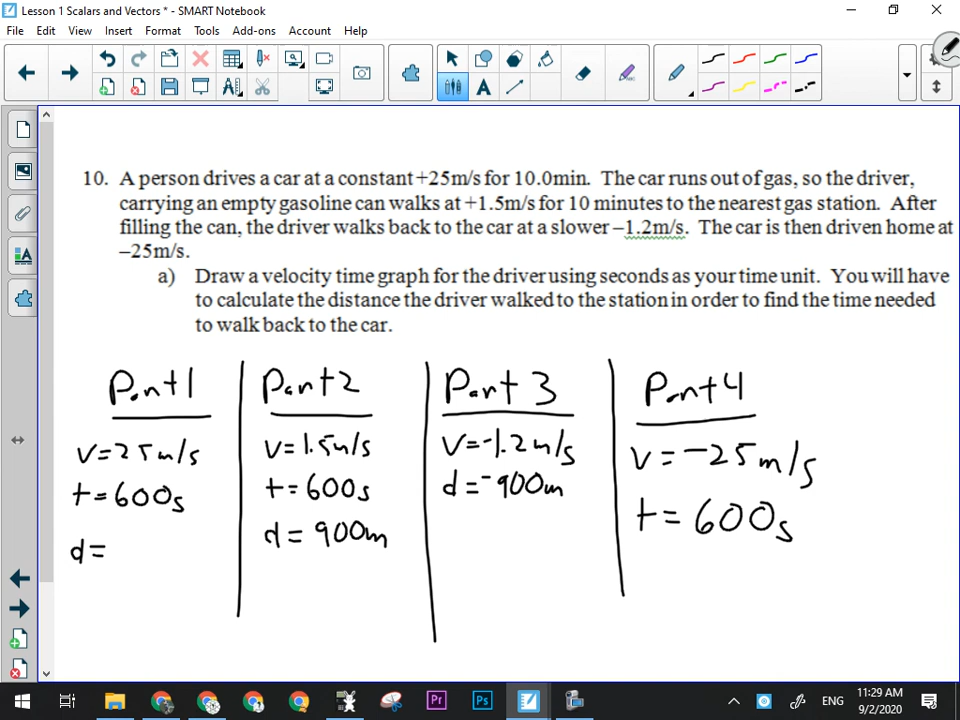 Lesson 1 Scalars and Vectors * - SMART Notebook
File Edit View Insert Format Tools Add-ons Account Help
10. A person drives a car at a constant +25m/s for 10.0min. The car runs out of gas, so the driver,
carrying an empty gasoline can walks at +1.5m/s for 10 minutes to the nearest gas station. After
filling the can, the driver walks back to the car at a slower –1.2m/s. The car is then driven home at
–25m/s.
a) Draw a velocity time graph for the driver using seconds as your time unit. You will have
to calculate the distance the driver walked to the station in order to find the time needed
to walk back to the car.
Part 1
v=25m/s
t=600s
d=
Part 2
v=1.5m/s
t=600s
d=900m
Part 3
v=-1.2m/s
d=-900m
Part 4
v=-25m/s
t=600s
Pr
Ps
ENG
11:29 AM
9/2/2020